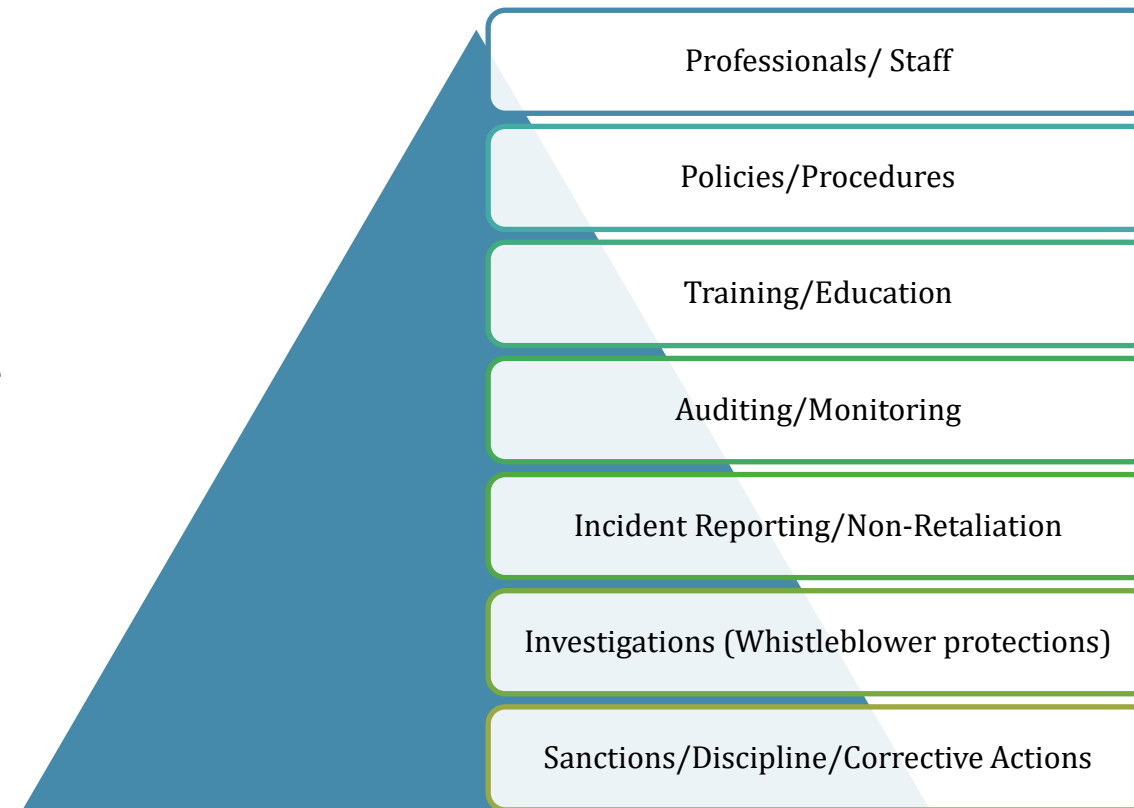 Professionals/ Staff
Policies/Procedures
Training/Education
Auditing/Monitoring
Incident Reporting/Non-Retaliation
Investigations (Whistleblower protections)
Sanctions/Discipline/Corrective Actions